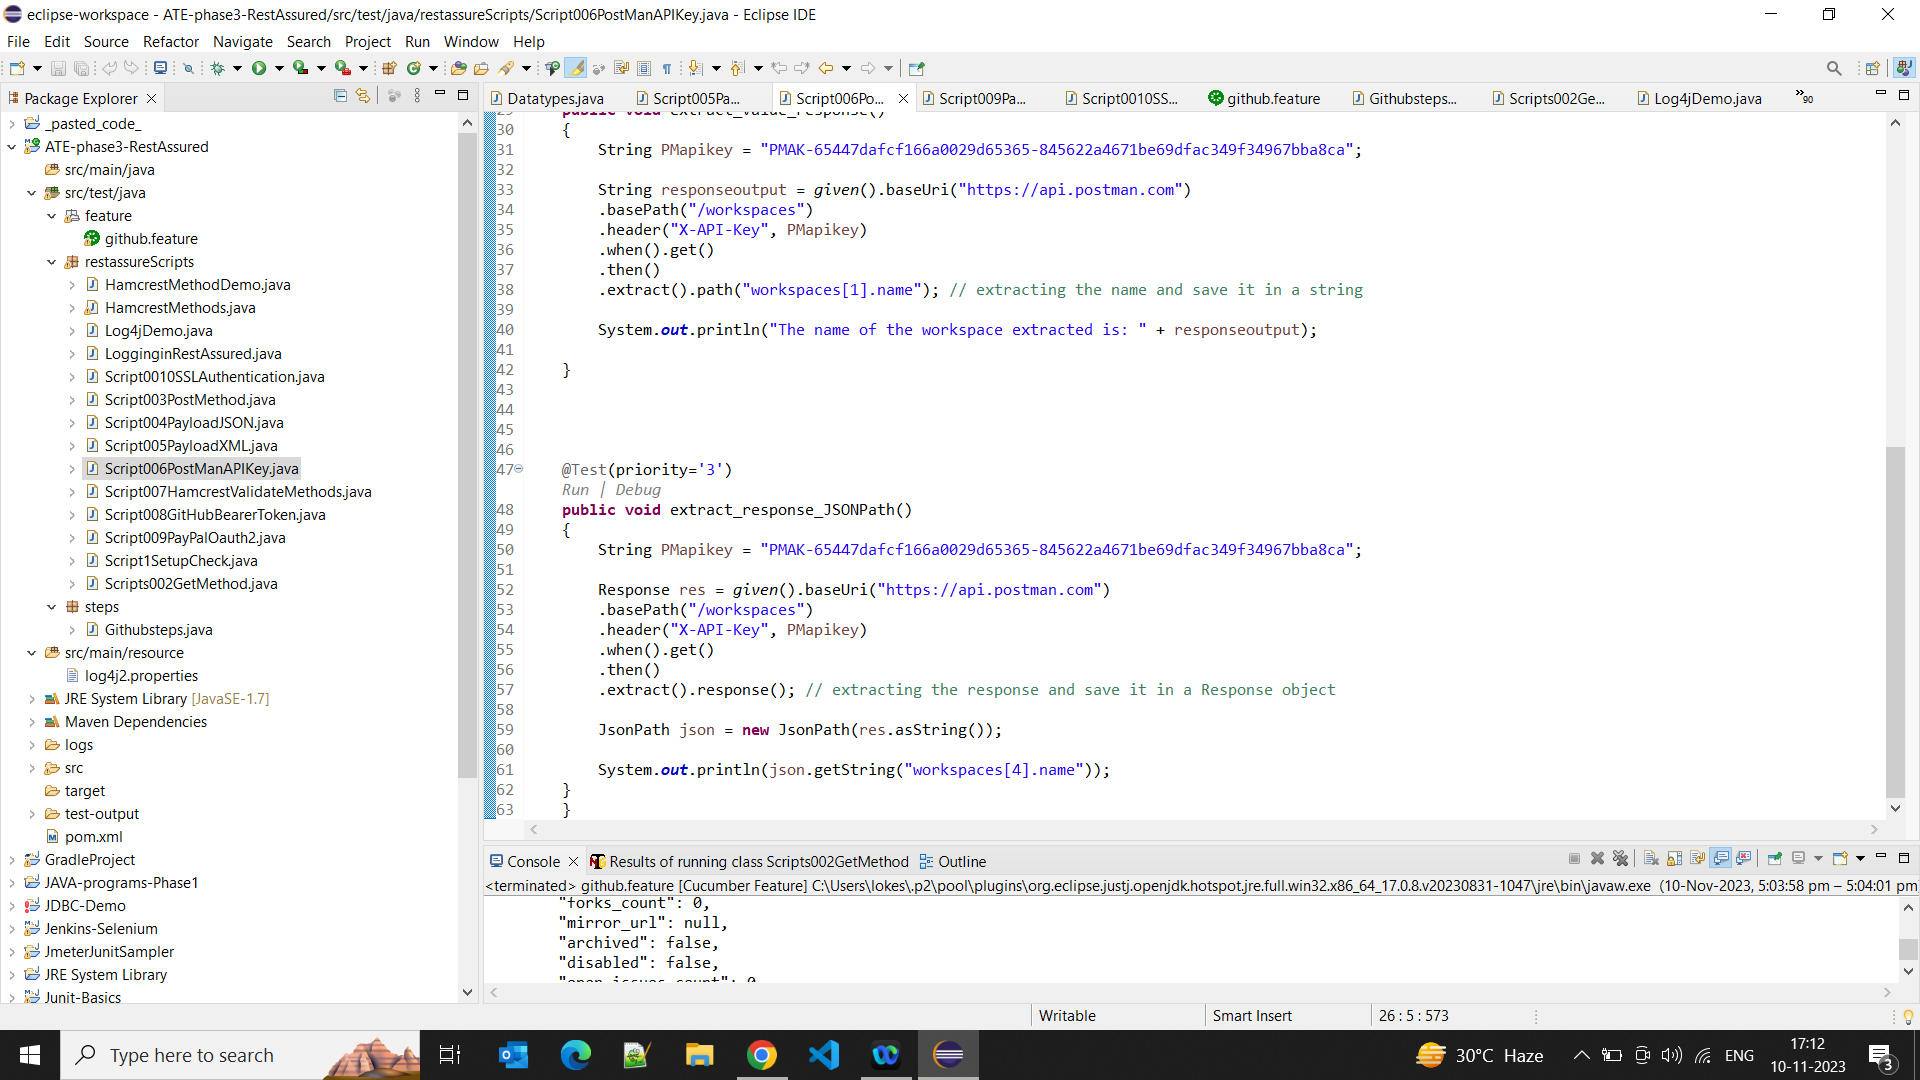 eclipse-workspace - ATE-phase3-RestAssured/src/test/java/restassureScripts/Script006PostManAPIKey.java - Eclipse IDE
File Edit Source Refactor Navigate Search Project Run Window Help
Package Explorer
Datatypes.java Script005Pa... Script006Po... Script009Pa... Script0010SS... github.feature Githubsteps... Scripts002Ge... Log4jDemo.java »90
_pasted_code_
ATE-phase3-RestAssured
src/main/java
src/test/java
feature
github.feature
restassureScripts
HamcrestMethodDemo.java
HamcrestMethods.java
Log4jDemo.java
LogginginRestAssured.java
Script0010SSLAuthentication.java
Script003PostMethod.java
Script004PayloadJSON.java
Script005PayloadXML.java
Script006PostManAPIKey.java
Script007HamcrestValidateMethods.java
Script008GitHubBearerToken.java
Script009PayPalOauth2.java
Script1SetupCheck.java
Scripts002GetMethod.java
steps
Githubsteps.java
src/main/resource
log4j2.properties
JRE System Library [JavaSE-1.7]
Maven Dependencies
logs
src
target
test-output
pom.xml
GradleProject
JAVA-programs-Phase1
JDBC-Demo
Jenkins-Selenium
JmeterJunitSampler
JRE System Library
Junit-Basics
29 public void extract_value_response()
30 {
31 String PMapikey = "PMAK-65447dafcf166a0029d65365-845622a4671be69dfac349f34967bba8ca";
32
33 String responseoutput = given().baseUri("https://api.postman.com")
34 .basePath("/workspaces")
35 .header("X-API-Key", PMapikey)
36 .when().get()
37 .then()
38 .extract().path("workspaces[1].name"); // extracting the name and save it in a string
39
40 System.out.println("The name of the workspace extracted is: " + responseoutput);
41
42 }
43
44
45
46
47 @Test(priority='3')
Run | Debug
48 public void extract_response_JSONPath()
49 {
50 String PMapikey = "PMAK-65447dafcf166a0029d65365-845622a4671be69dfac349f34967bba8ca";
51
52 Response res = given().baseUri("https://api.postman.com")
53 .basePath("/workspaces")
54 .header("X-API-Key", PMapikey)
55 .when().get()
56 .then()
57 .extract().response(); // extracting the response and save it in a Response object
58
59 JsonPath json = new JsonPath(res.asString());
60
61 System.out.println(json.getString("workspaces[4].name"));
62 }
63 }
Console Results of running class Scripts002GetMethod Outline
<terminated> github.feature [Cucumber Feature] C:\Users\lokes\.p2\pool\plugins\org.eclipse.justj.openjdk.hotspot.jre.full.win32.x86_64_17.0.8.v20230831-1047\jre\bin\javaw.exe (10-Nov-2023, 5:03:58 pm – 5:04:01 pm
"forks_count": 0,
"mirror_url": null,
"archived": false,
"disabled": false,
"open_issues_count": 0
Writable Smart Insert 26 : 5 : 573
Type here to search
30°C Haze ENG
17:12
10-11-2023
3